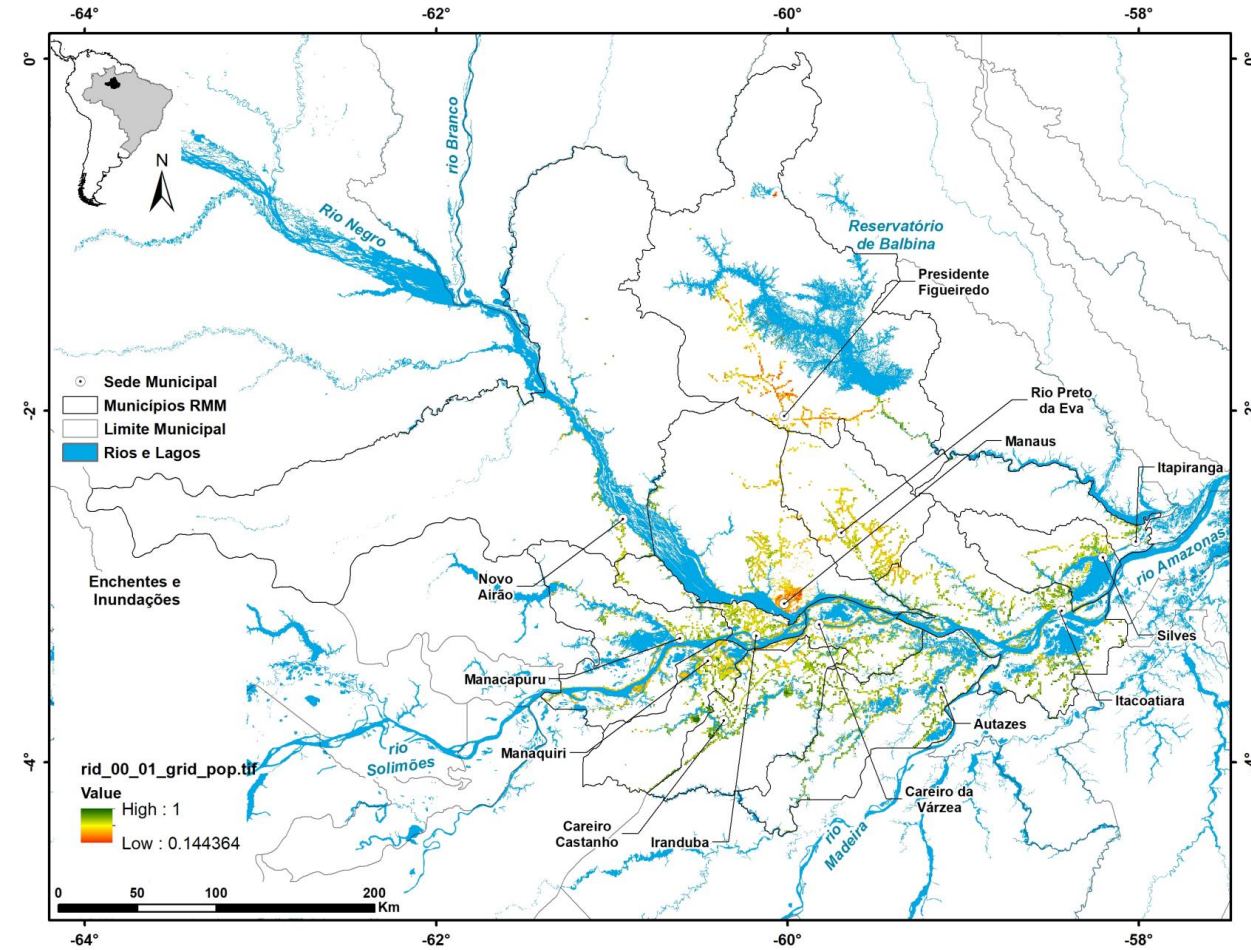 -64°
-62°
-60°
-58°
0°
0°
N
rio Branco
Rio Negro
Reservatório
de Balbina
Presidente
Figueiredo
Sede Municipal
Municípios RMM
Limite Municipal
Rios e Lagos
-2°
2°
Rio Preto
da Eva
Manaus
Itapiranga
rio Amazonas
Enchentes e
Inundações
Novo
Airão
Silves
Manacapuru
Itacoatiara
Autazes
Manaquiri
rio
Solimões
-4°
4°
rid_00_01_grid_pop.tif
Value
High : 1
Low : 0.144364
Careiro da
Várzea
Careiro
Castanho
Iranduba
rio
Madeira
0
50
100
200
Km
-64°
-62°
-60°
-58°